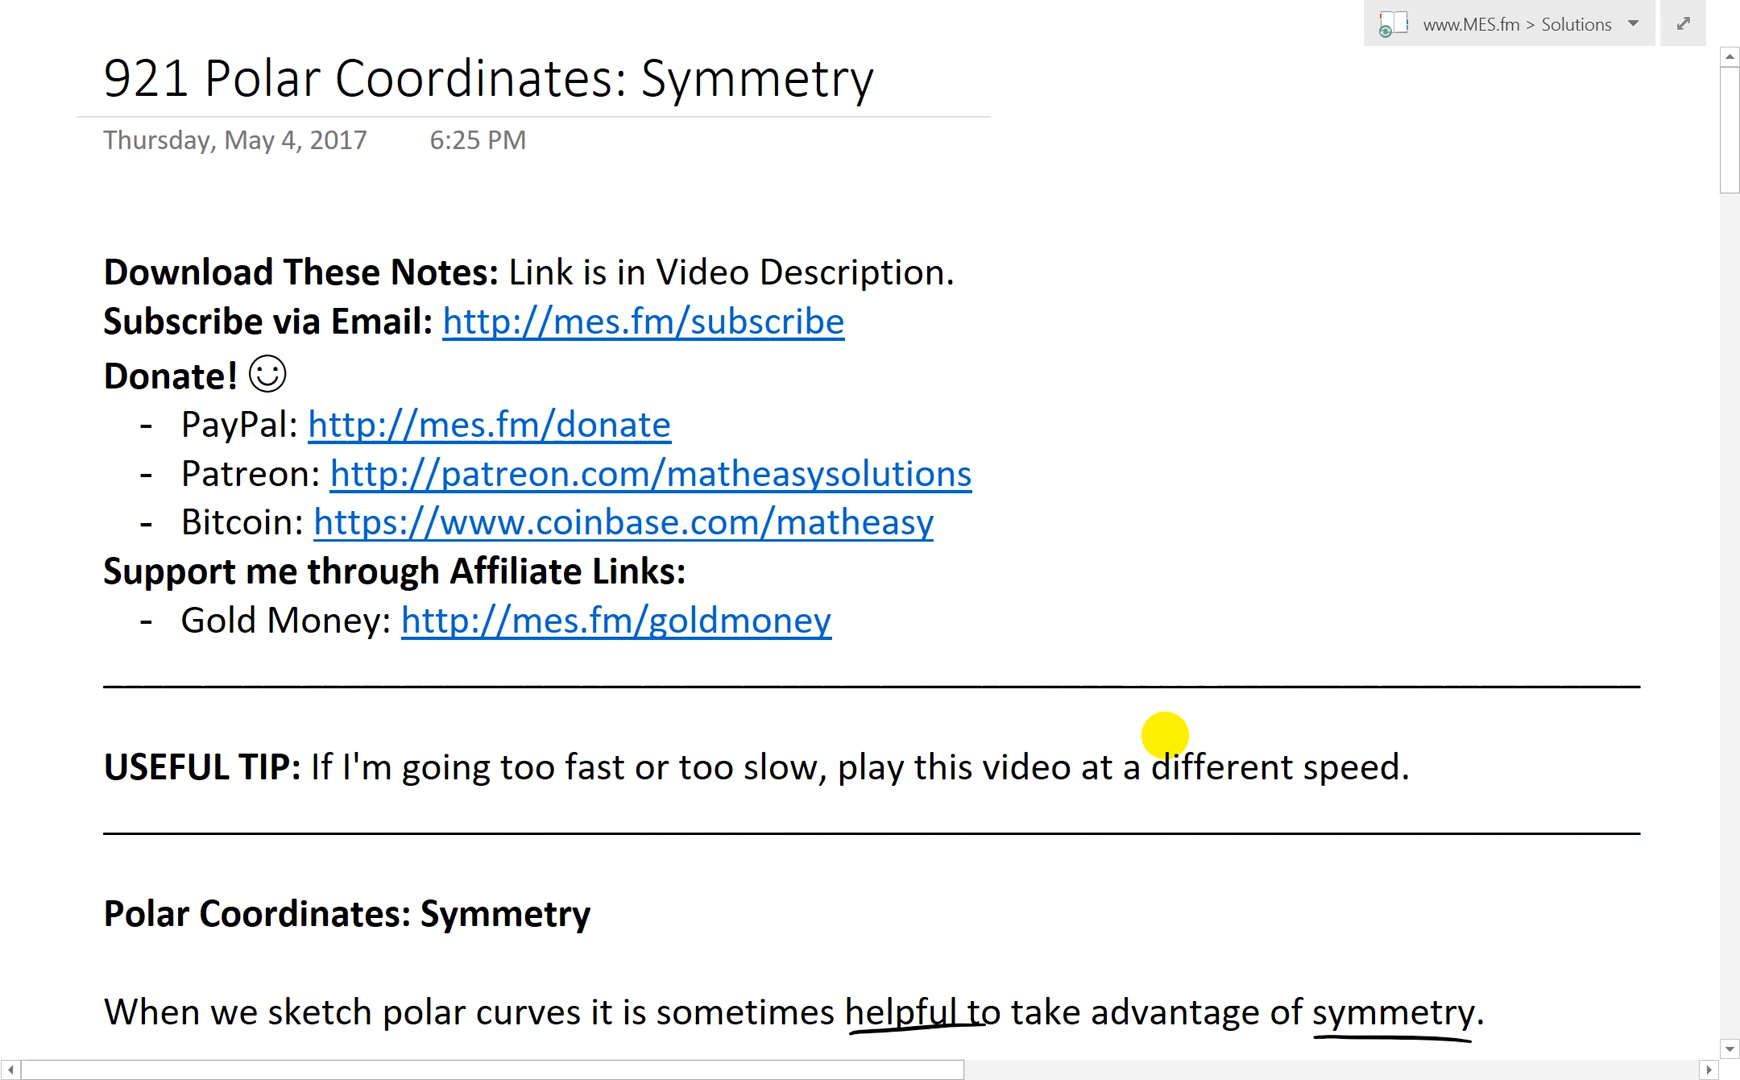 www.MES.fm > Solutions
921 Polar Coordinates: Symmetry
Thursday, May 4, 2017 6:25 PM
Download These Notes: Link is in Video Description.
Subscribe via Email: http://mes.fm/subscribe
Donate!
- PayPal: http://mes.fm/donate
- Patreon: http://patreon.com/matheasysolutions
- Bitcoin: https://www.coinbase.com/matheasy
Support me through Affiliate Links:
- Gold Money: http://mes.fm/goldmoney
USEFUL TIP: If I'm going too fast or too slow, play this video at a different speed.
Polar Coordinates: Symmetry
When we sketch polar curves it is sometimes helpful to take advantage of symmetry.